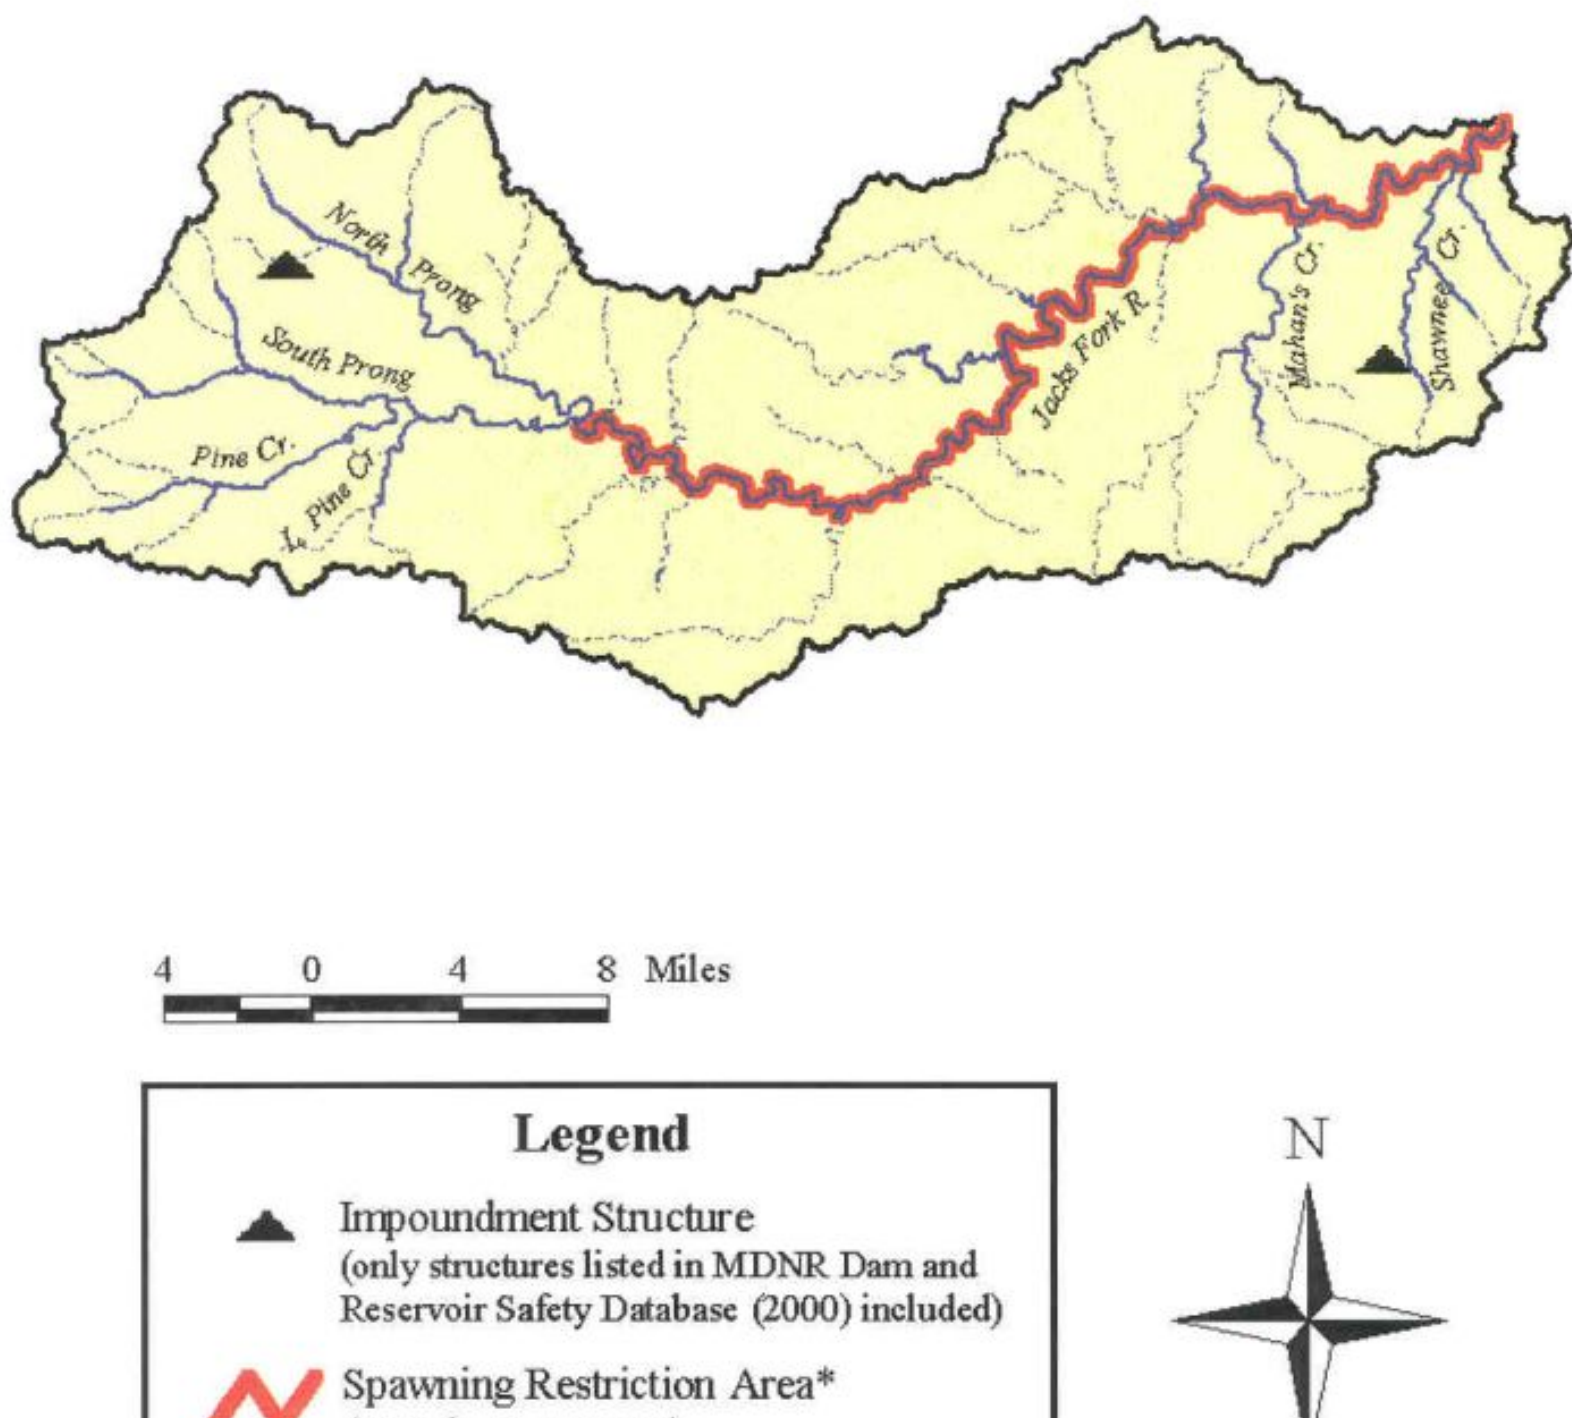 North
Prong
South Prong
Pine Cr.
L. Pine Cr.
Jacks Fork R
Mahan's Cr.
Shawnee Cr.
4 0 4 8 Miles
Legend
Impoundment Structure
(only structures listed in MDNR Dam and
Reservoir Safety Database (2000) included)
Spawning Restriction Area*
N